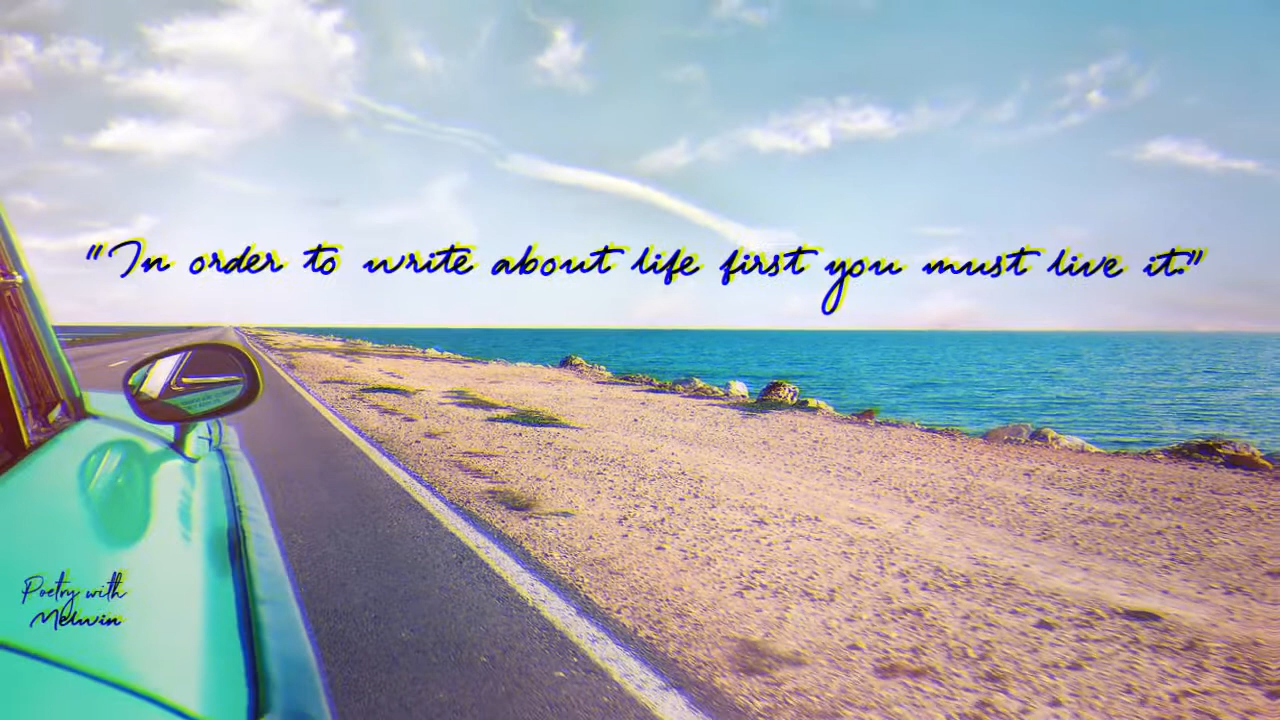 "In order to write about life first you must live it."
Poetry with
Melwin